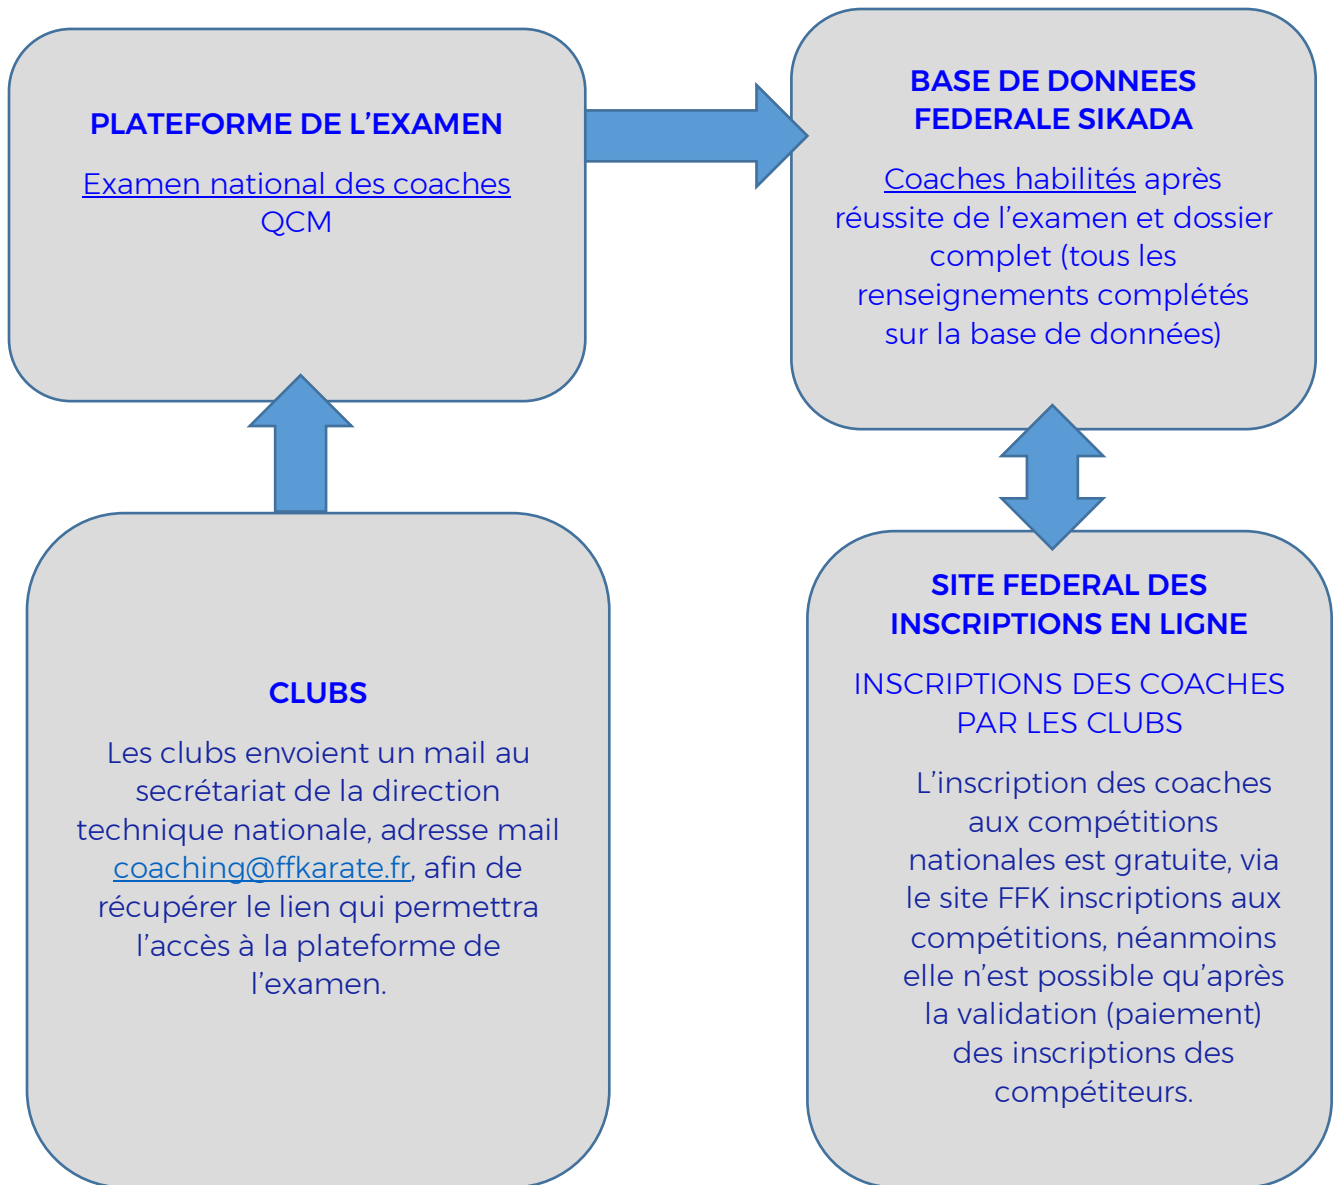 PLATEFORME DE L’EXAMEN
Examen national des coaches
QCM
BASE DE DONNEES
FEDERALE SIKADA
Coaches habilités après
réussite de l’examen et dossier
complet (tous les
renseignements complétés
sur la base de données)
CLUBS
Les clubs envoient un mail au
secrétariat de la direction
technique nationale, adresse mail
coaching@ffkarate.fr, afin de
récupérer le lien qui permettra
l’accès à la plateforme de
l’examen.
SITE FEDERAL DES
INSCRIPTIONS EN LIGNE
INSCRIPTIONS DES COACHES
PAR LES CLUBS
L’inscription des coaches
aux compétitions
nationales est gratuite, via
le site FFK inscriptions aux
compétitions, néanmoins
elle n’est possible qu’après
la validation (paiement)
des inscriptions des
compétiteurs.